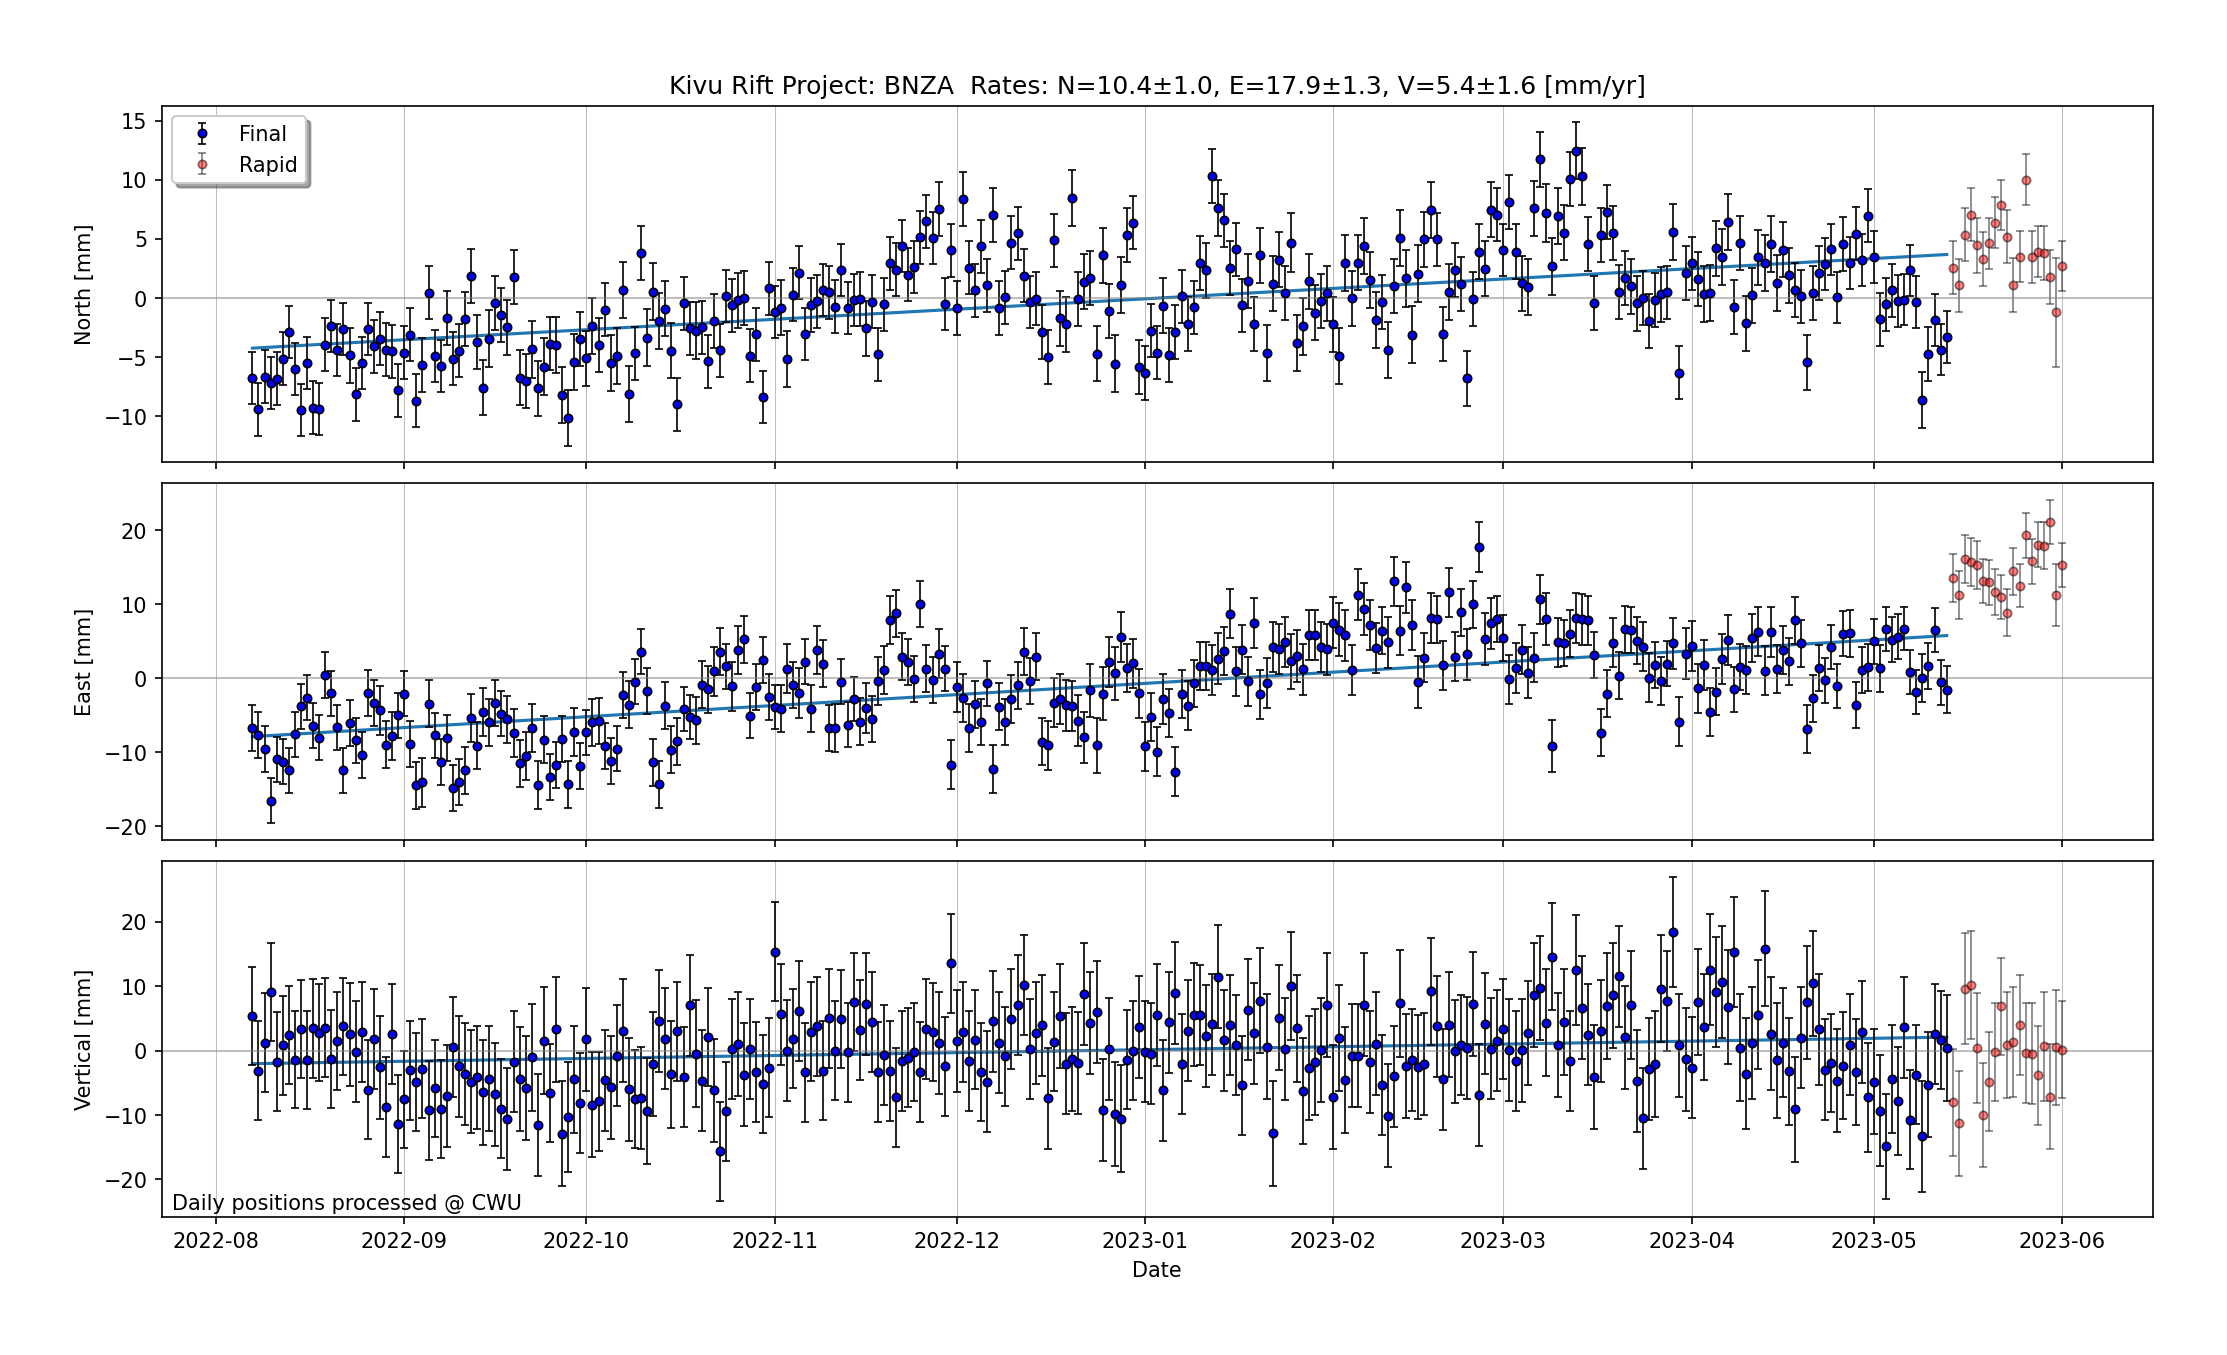 Kivu Rift Project: BNZA  Rates: N=10.4±1.0, E=17.9±1.3, V=5.4±1.6 [mm/yr]
Final
Rapid
North [mm]
15
10
5
0
−5
−10
East [mm]
20
10
0
−10
−20
Vertical [mm]
20
10
0
−10
−20
Daily positions processed @ CWU
2022-08 2022-09 2022-10 2022-11 2022-12 2023-01 2023-02 2023-03 2023-04 2023-05 2023-06
Date